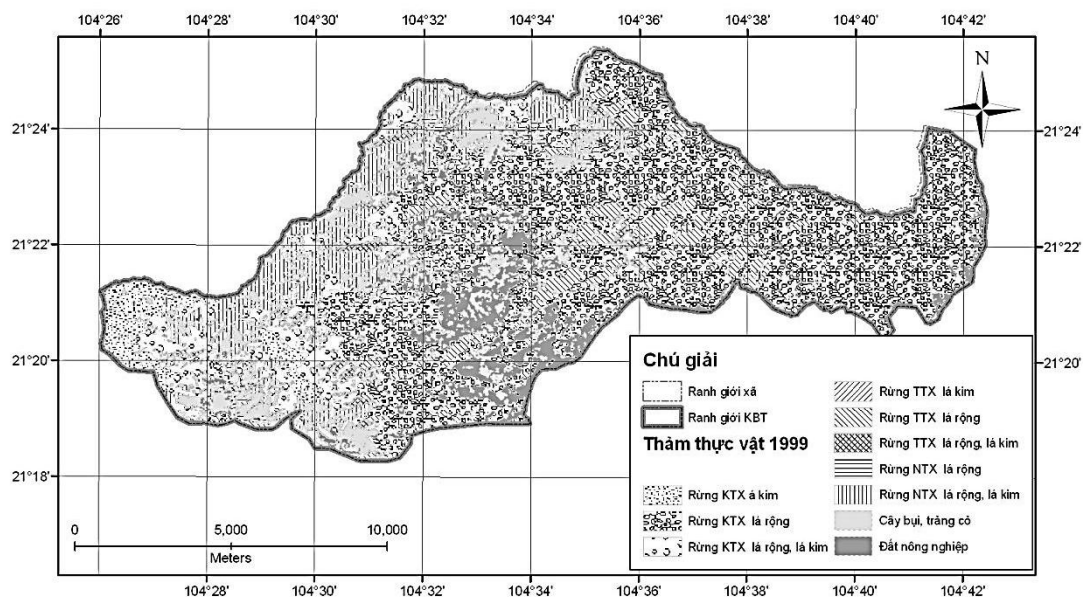 104°26' 104°28' 104°30' 104°32' 104°34' 104°36' 104°38' 104°40' 104°42'
N
21°24' 21°24'
21°22' 21°22'
21°20' 21°20'
21°18'
Chú giải
Ranh giới xã
Ranh giới KBT
Thảm thực vật 1999
Rừng KTX á kim
Rừng KTX lá rộng
Rừng KTX lá rộng, lá kim
Rừng TTX lá kim
Rừng TTX lá rộng
Rừng TTX lá rộng, lá kim
Rừng NTX lá rộng
Rừng NTX lá rộng, lá kim
Cây bụi, trảng cỏ
Đất nông nghiệp
0 5,000 10,000
Meters
104°28' 104°30' 104°32' 104°34' 104°36' 104°38' 104°40' 104°42'